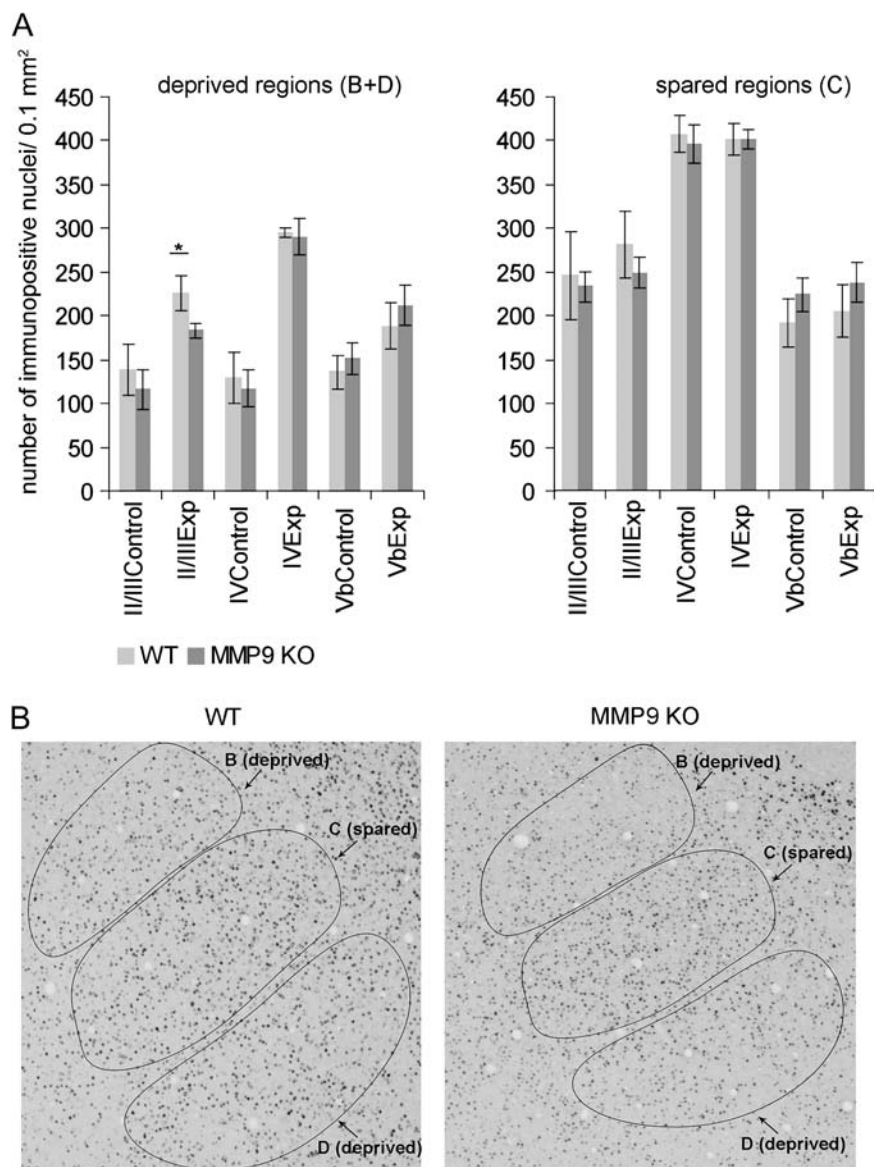 A
deprived regions (B+D)
spared regions (C)
number of immunopositive nuclei/ 0.1 mm²
450
400
350
300
250
200
150
100
50
0
*
II/IIIControl
II/IIIExp
IVControl
IVExp
VbControl
VbExp
450
400
350
300
250
200
150
100
50
0
II/IIIControl
II/IIIExp
IVControl
IVExp
VbControl
VbExp
WT
MMP9 KO
B
WT
MMP9 KO
B (deprived)
C (spared)
D (deprived)
B (deprived)
C (spared)
D (deprived)